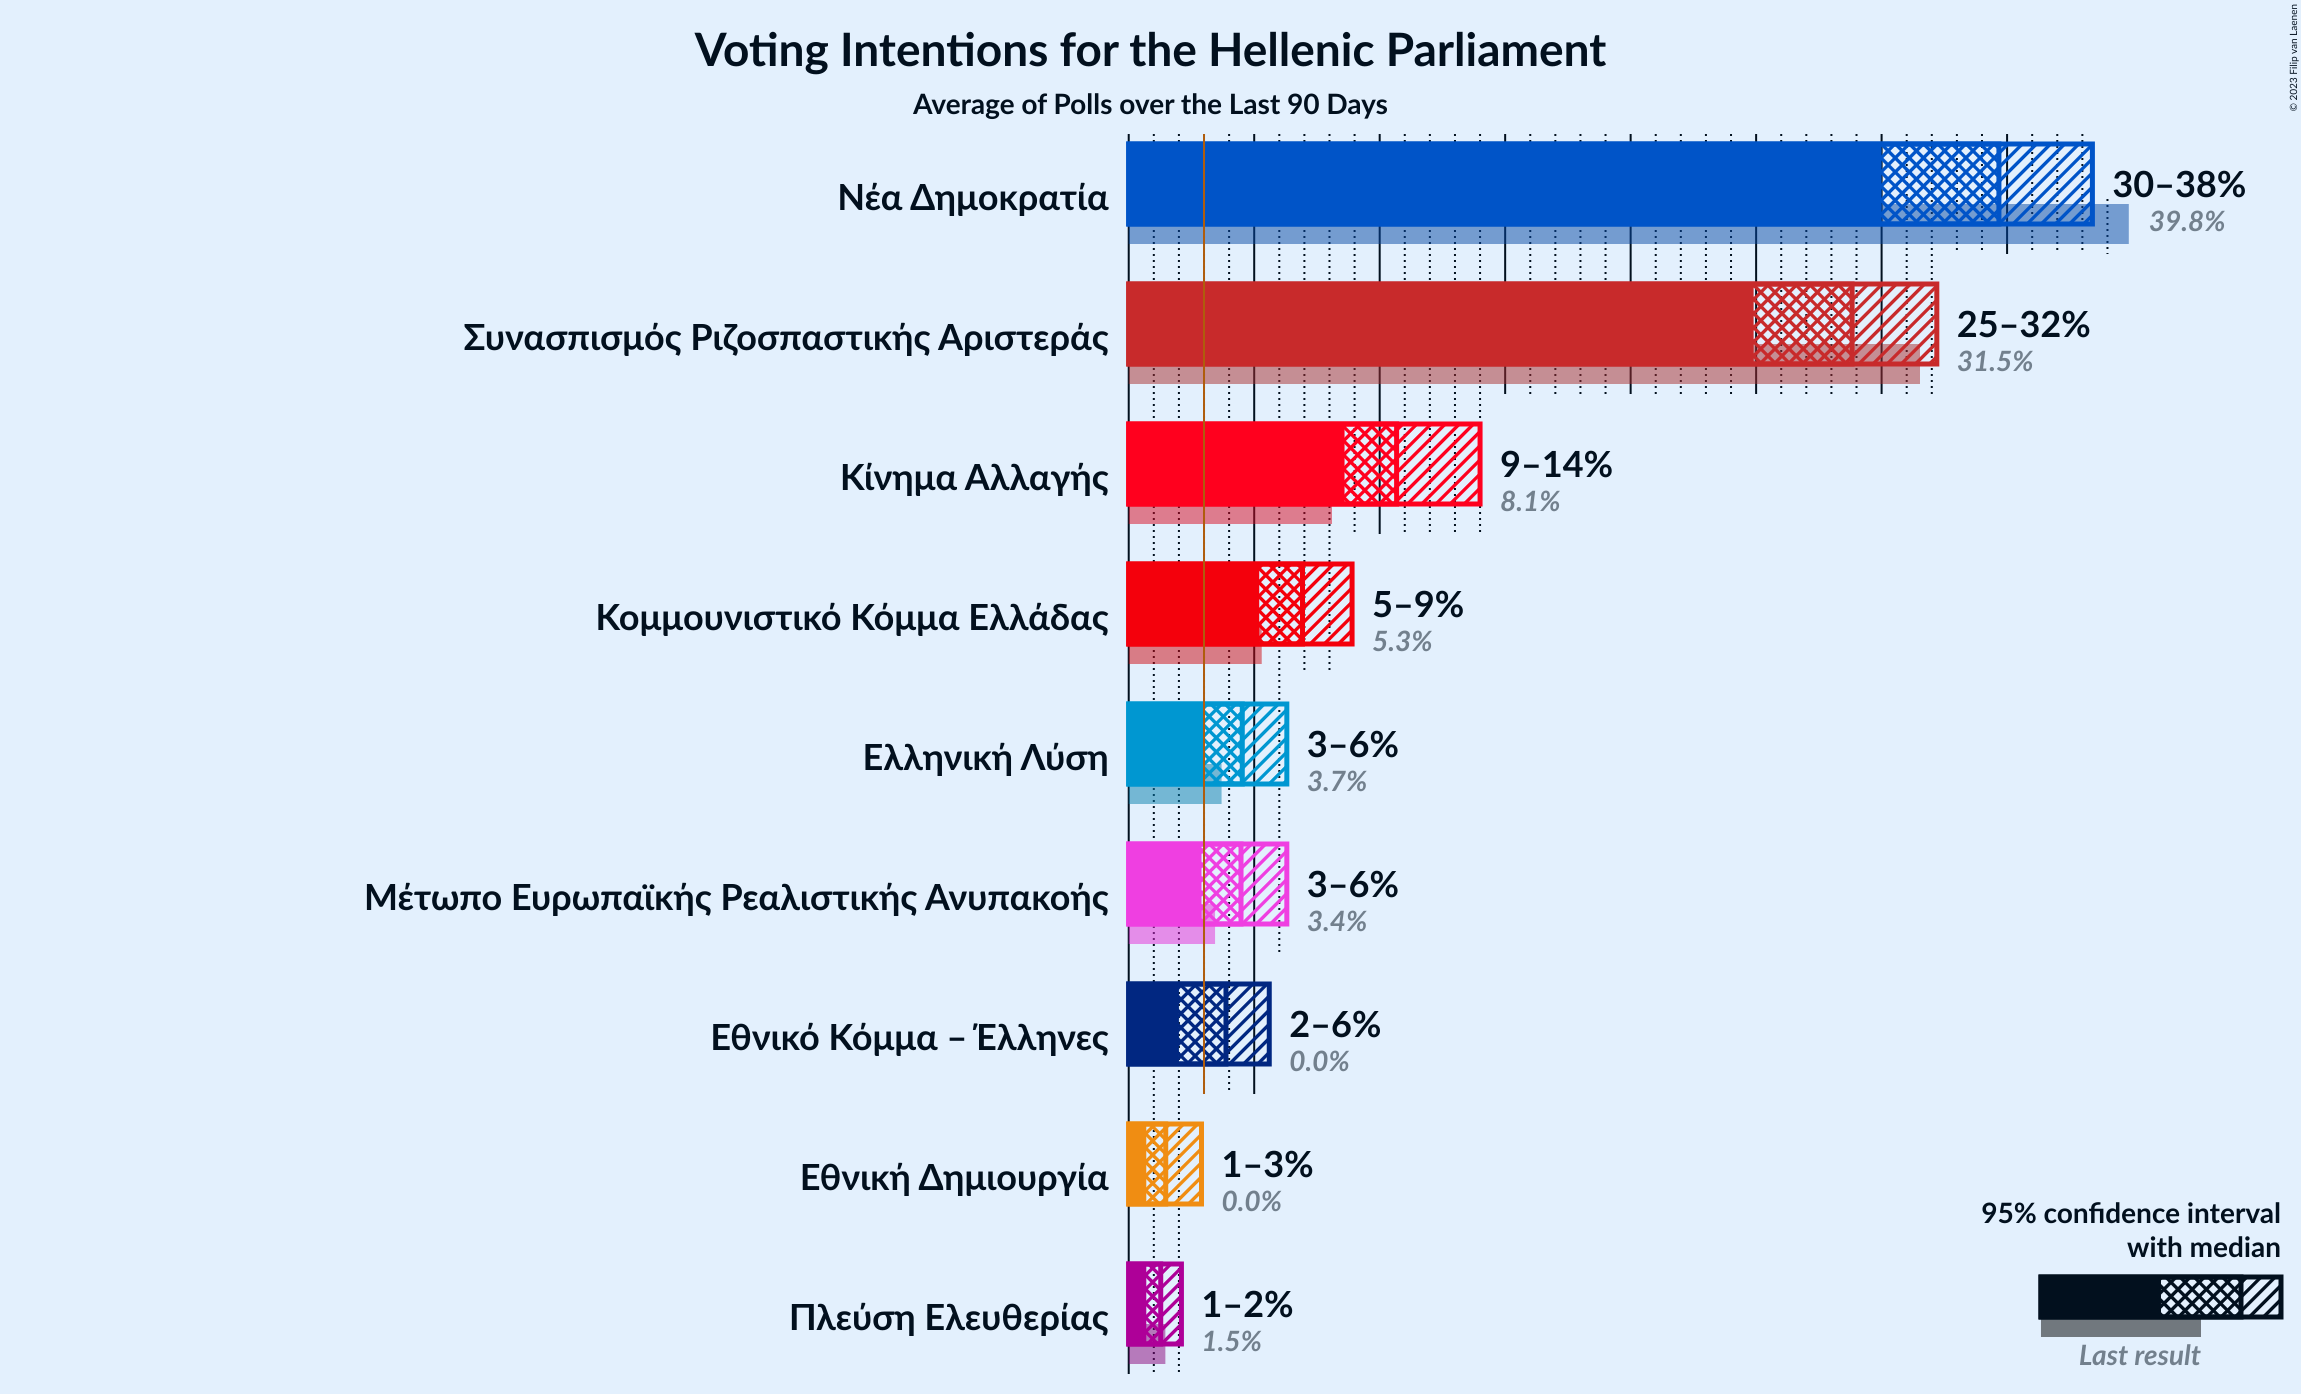 Voting Intentions for the Hellenic Parliament
Average of Polls over the Last 90 Days
© 2023 Filip van Laenen
Νέα Δημοκρατία
30–38%
39.8%
Συνασπισμός Ριζοσπαστικής Αριστεράς
25–32%
31.5%
Κίνημα Αλλαγής
9–14%
8.1%
Κομμουνιστικό Κόμμα Ελλάδας
5–9%
5.3%
Ελληνική Λύση
3–6%
3.7%
Μέτωπο Ευρωπαϊκής Ρεαλιστικής Ανυπακοής
3–6%
3.4%
Εθνικό Κόμμα – Έλληνες
2–6%
0.0%
Εθνική Δημιουργία
1–3%
0.0%
Πλεύση Ελευθερίας
1–2%
1.5%
95% confidence interval
with median
Last result